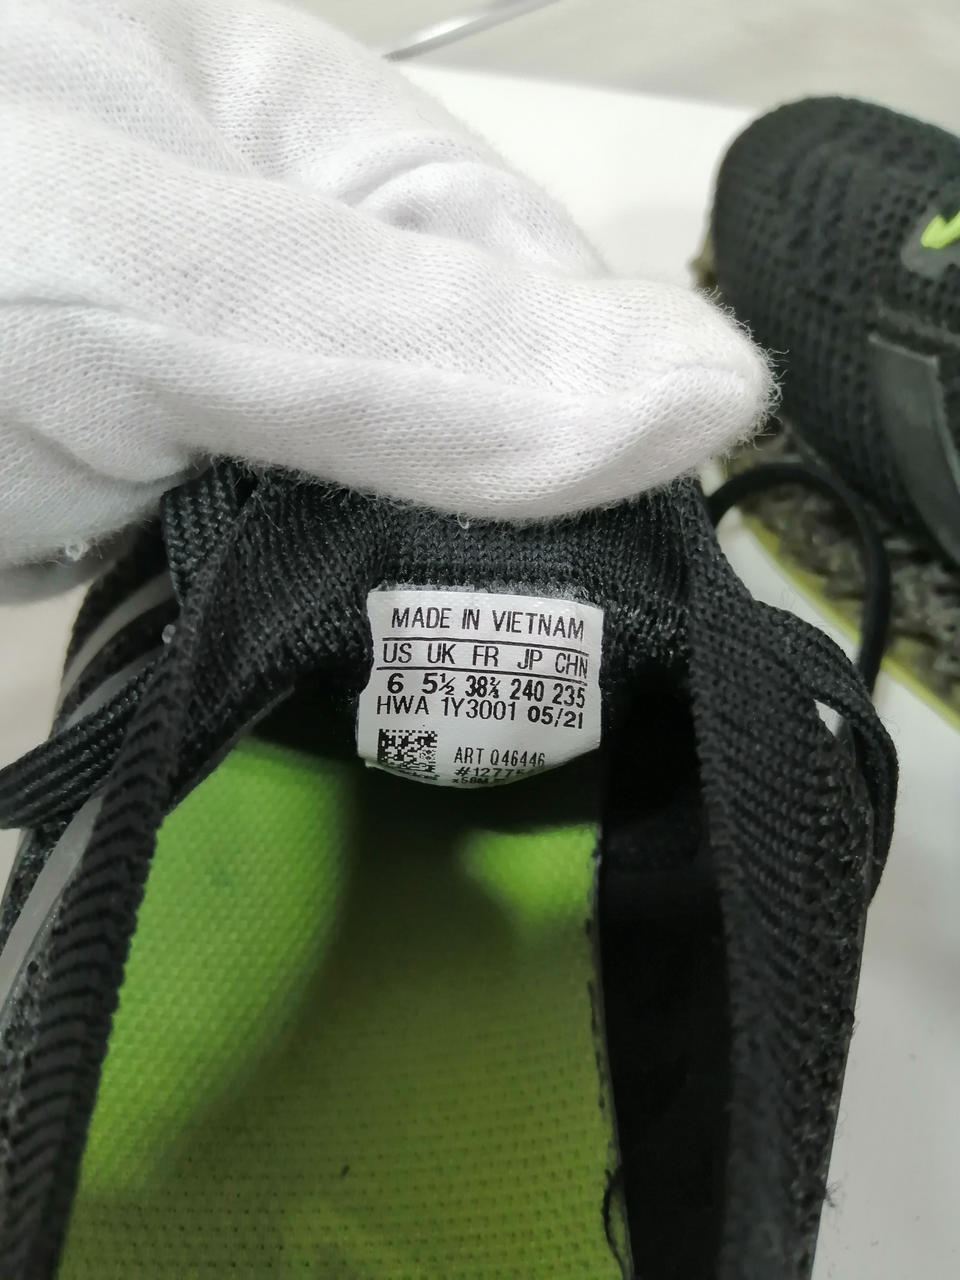 MADE IN VIETNAM
US UK FR JP CHN
6 5½ 38⅔ 240 235
HWA 1Y3001 05/21
ART Q46446